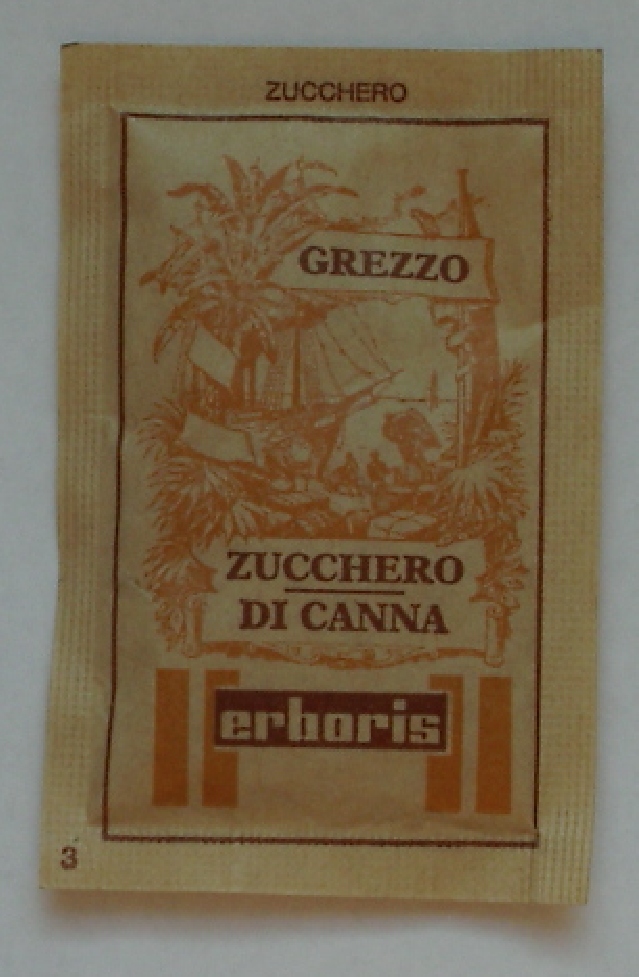 ZUCCHERO
GREZZO
ZUCCHERO
DI CANNA
erboris
3